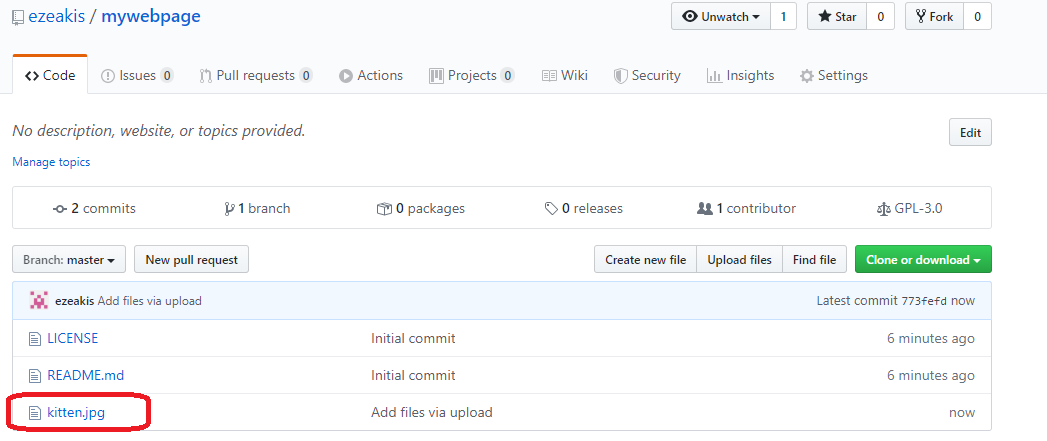 ezeakis / mywebpage Unwatch 1 Star 0 Fork 0
Code Issues 0 Pull requests 0 Actions Projects 0 Wiki Security Insights Settings
No description, website, or topics provided. Edit
Manage topics
2 commits 1 branch 0 packages 0 releases 1 contributor GPL-3.0
Branch: master New pull request Create new file Upload files Find file Clone or download
ezeakis Add files via upload Latest commit 773fefd now
LICENSE Initial commit 6 minutes ago
README.md Initial commit 6 minutes ago
kitten.jpg Add files via upload now